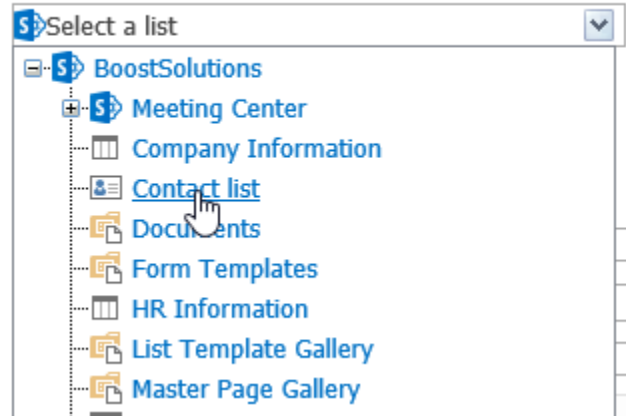 Select a list
BoostSolutions
Meeting Center
Company Information
Contact list
Documents
Form Templates
HR Information
List Template Gallery
Master Page Gallery